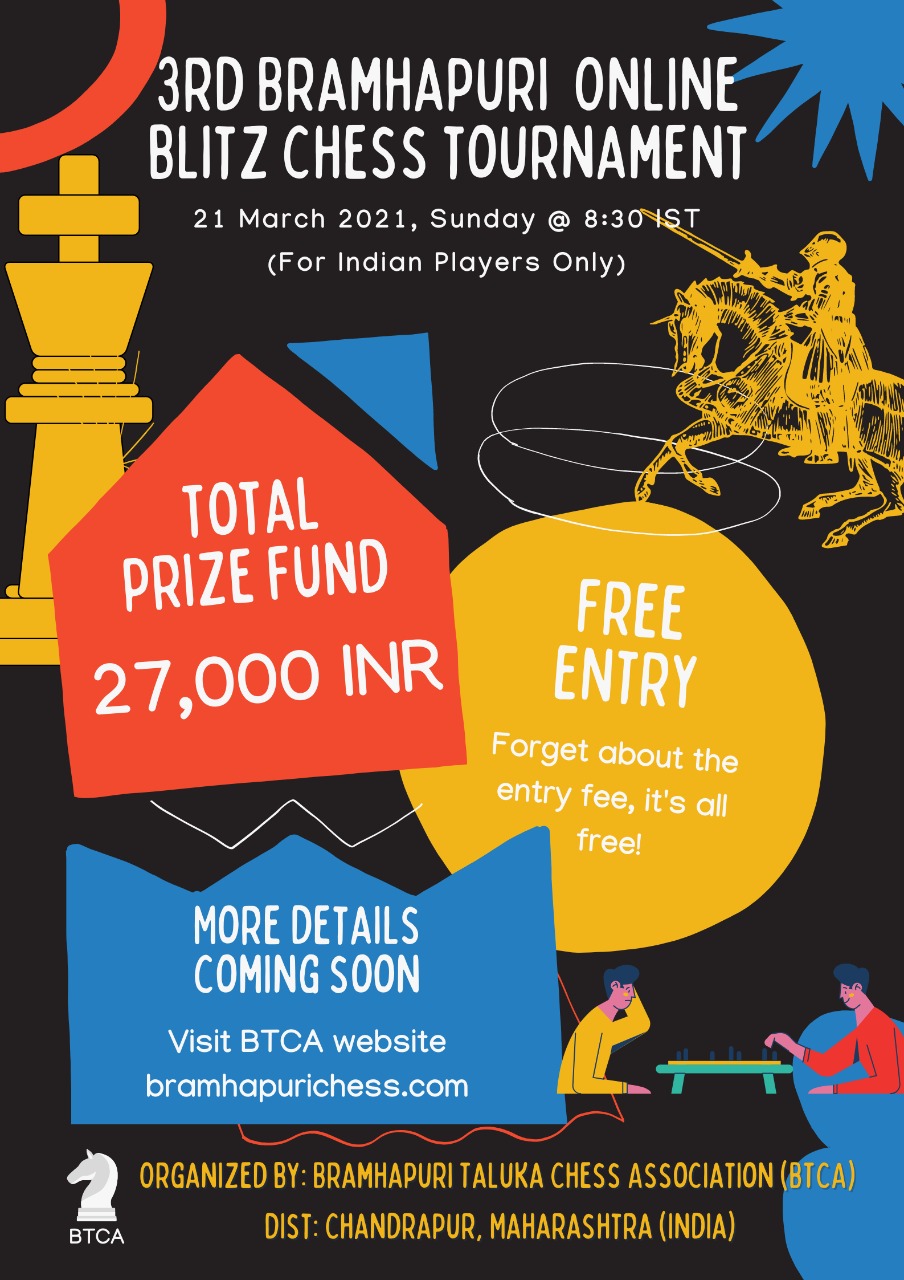 3RD BRAMHAPURI ONLINE
BLITZ CHESS TOURNAMENT
21 March 2021, Sunday @ 8:30 IST
(For Indian Players Only)
TOTAL
PRIZE FUND
27,000 INR
FREE
ENTRY
Forget about the
entry fee, it's all
free!
MORE DETAILS
COMING SOON
Visit BTCA website
bramhapurichess.com
ORGANIZED BY: BRAMHAPURI TALUKA CHESS ASSOCIATION (BTCA)
DIST: CHANDRAPUR, MAHARASHTRA (INDIA)
BTCA